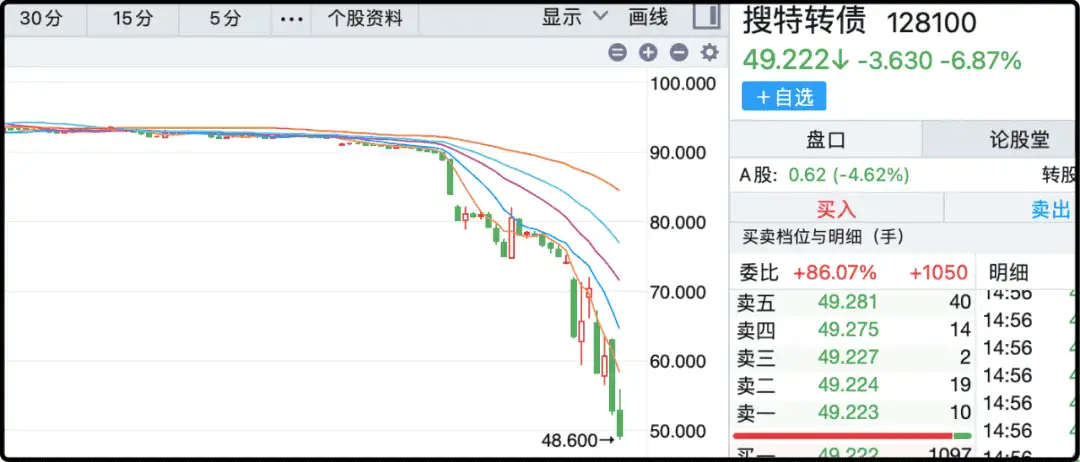 30分 15分 5分 ••• 个股资料 显示 画线
100.000
90.000
80.000
70.000
60.000
50.000
48.600→
搜特转债 128100
49.222↓ -3.630 -6.87%
+自选
盘口 论股堂
A股: 0.62 (-4.62%) 转股
买入 卖出
买卖档位与明细（手）
委比 +86.07% +1050 明细
卖五 49.281 40 14:56
卖四 49.275 14 14:56
卖三 49.227 2 14:56
卖二 49.224 19 14:56
卖一 49.223 10 14:56
14:56
买一 49.222 1097 14:56